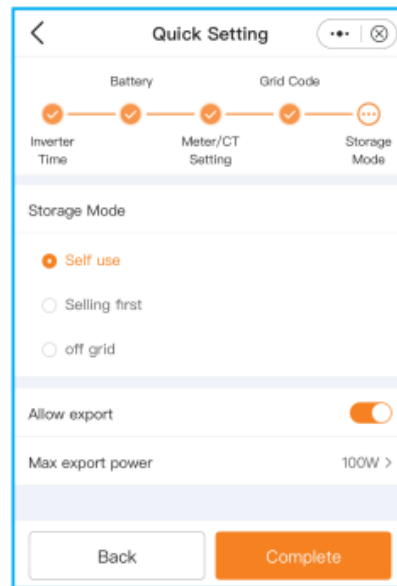 Quick Setting
Battery Grid Code
Inverter Time
Meter/CT Setting
Storage Mode
Storage Mode
Self use
Selling first
off grid
Allow export
Max export power 100W >
Back Complete